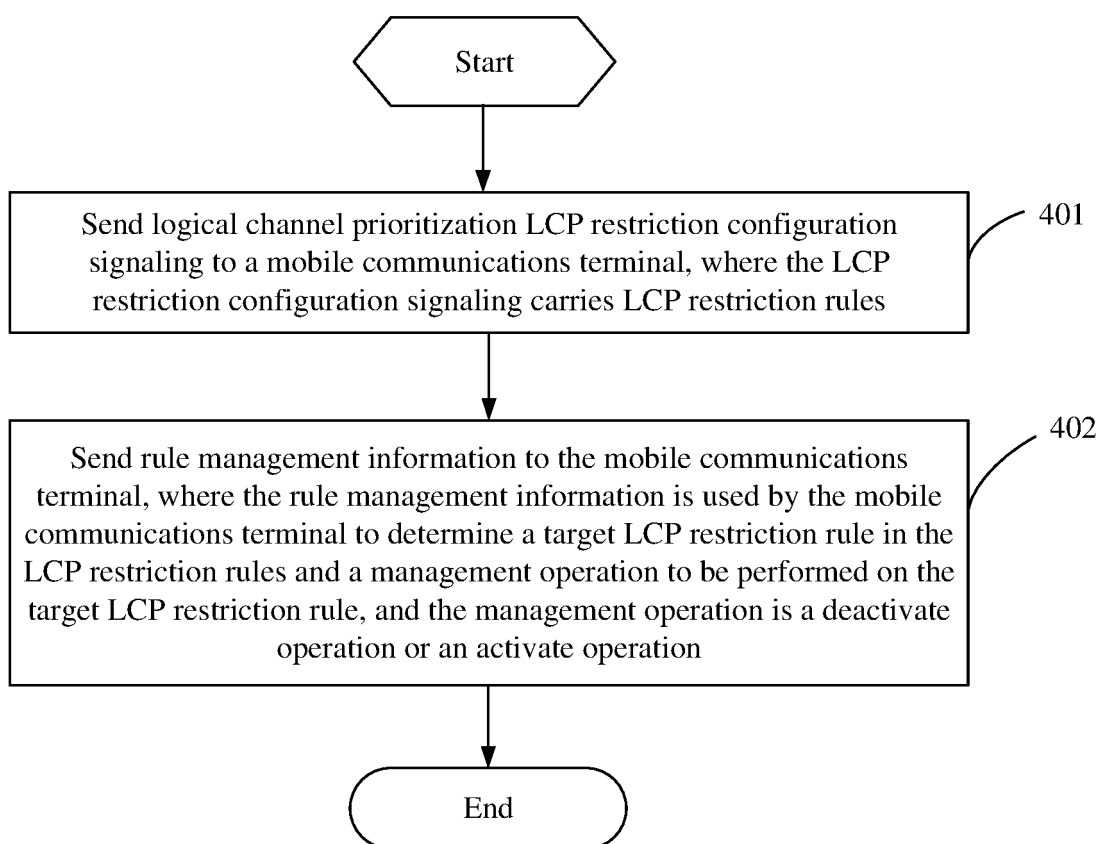 Start
Send logical channel prioritization LCP restriction configuration
signaling to a mobile communications terminal, where the LCP
restriction configuration signaling carries LCP restriction rules
401
Send rule management information to the mobile communications
terminal, where the rule management information is used by the mobile
communications terminal to determine a target LCP restriction rule in the
LCP restriction rules and a management operation to be performed on the
target LCP restriction rule, and the management operation is a deactivate
operation or an activate operation
402
End